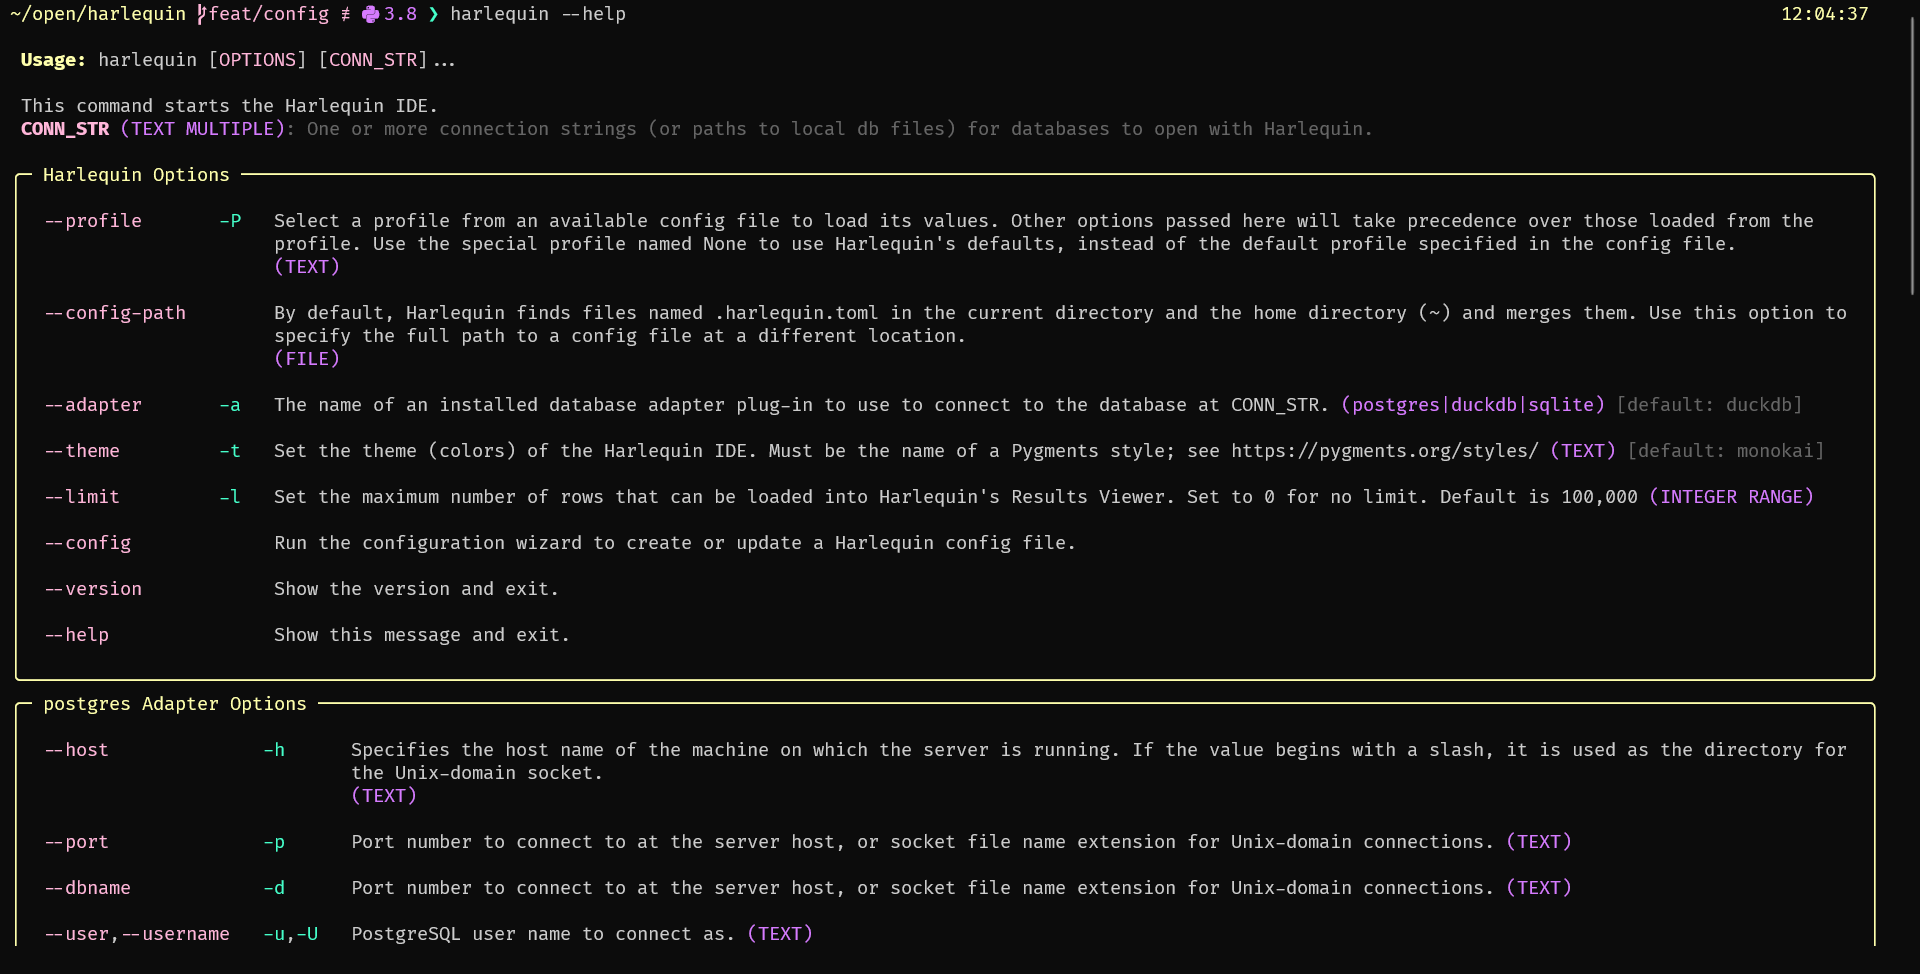 ~/open/harlequin feat/config ≢ 3.8 ❯ harlequin --help 12:04:37
Usage: harlequin [OPTIONS] [CONN_STR]...
This command starts the Harlequin IDE.
CONN_STR (TEXT MULTIPLE): One or more connection strings (or paths to local db files) for databases to open with Harlequin.
Harlequin Options
--profile -P Select a profile from an available config file to load its values. Other options passed here will take precedence over those loaded from the
profile. Use the special profile named None to use Harlequin's defaults, instead of the default profile specified in the config file.
(TEXT)
--config-path By default, Harlequin finds files named .harlequin.toml in the current directory and the home directory (~) and merges them. Use this option to
specify the full path to a config file at a different location.
(FILE)
--adapter -a The name of an installed database adapter plug-in to use to connect to the database at CONN_STR. (postgres|duckdb|sqlite) [default: duckdb]
--theme -t Set the theme (colors) of the Harlequin IDE. Must be the name of a Pygments style; see https://pygments.org/styles/ (TEXT) [default: monokai]
--limit -l Set the maximum number of rows that can be loaded into Harlequin's Results Viewer. Set to 0 for no limit. Default is 100,000 (INTEGER RANGE)
--config Run the configuration wizard to create or update a Harlequin config file.
--version Show the version and exit.
--help Show this message and exit.
postgres Adapter Options
--host -h Specifies the host name of the machine on which the server is running. If the value begins with a slash, it is used as the directory for
the Unix-domain socket.
(TEXT)
--port -p Port number to connect to at the server host, or socket file name extension for Unix-domain connections. (TEXT)
--dbname -d Port number to connect to at the server host, or socket file name extension for Unix-domain connections. (TEXT)
--user,--username -u,-U PostgreSQL user name to connect as. (TEXT)